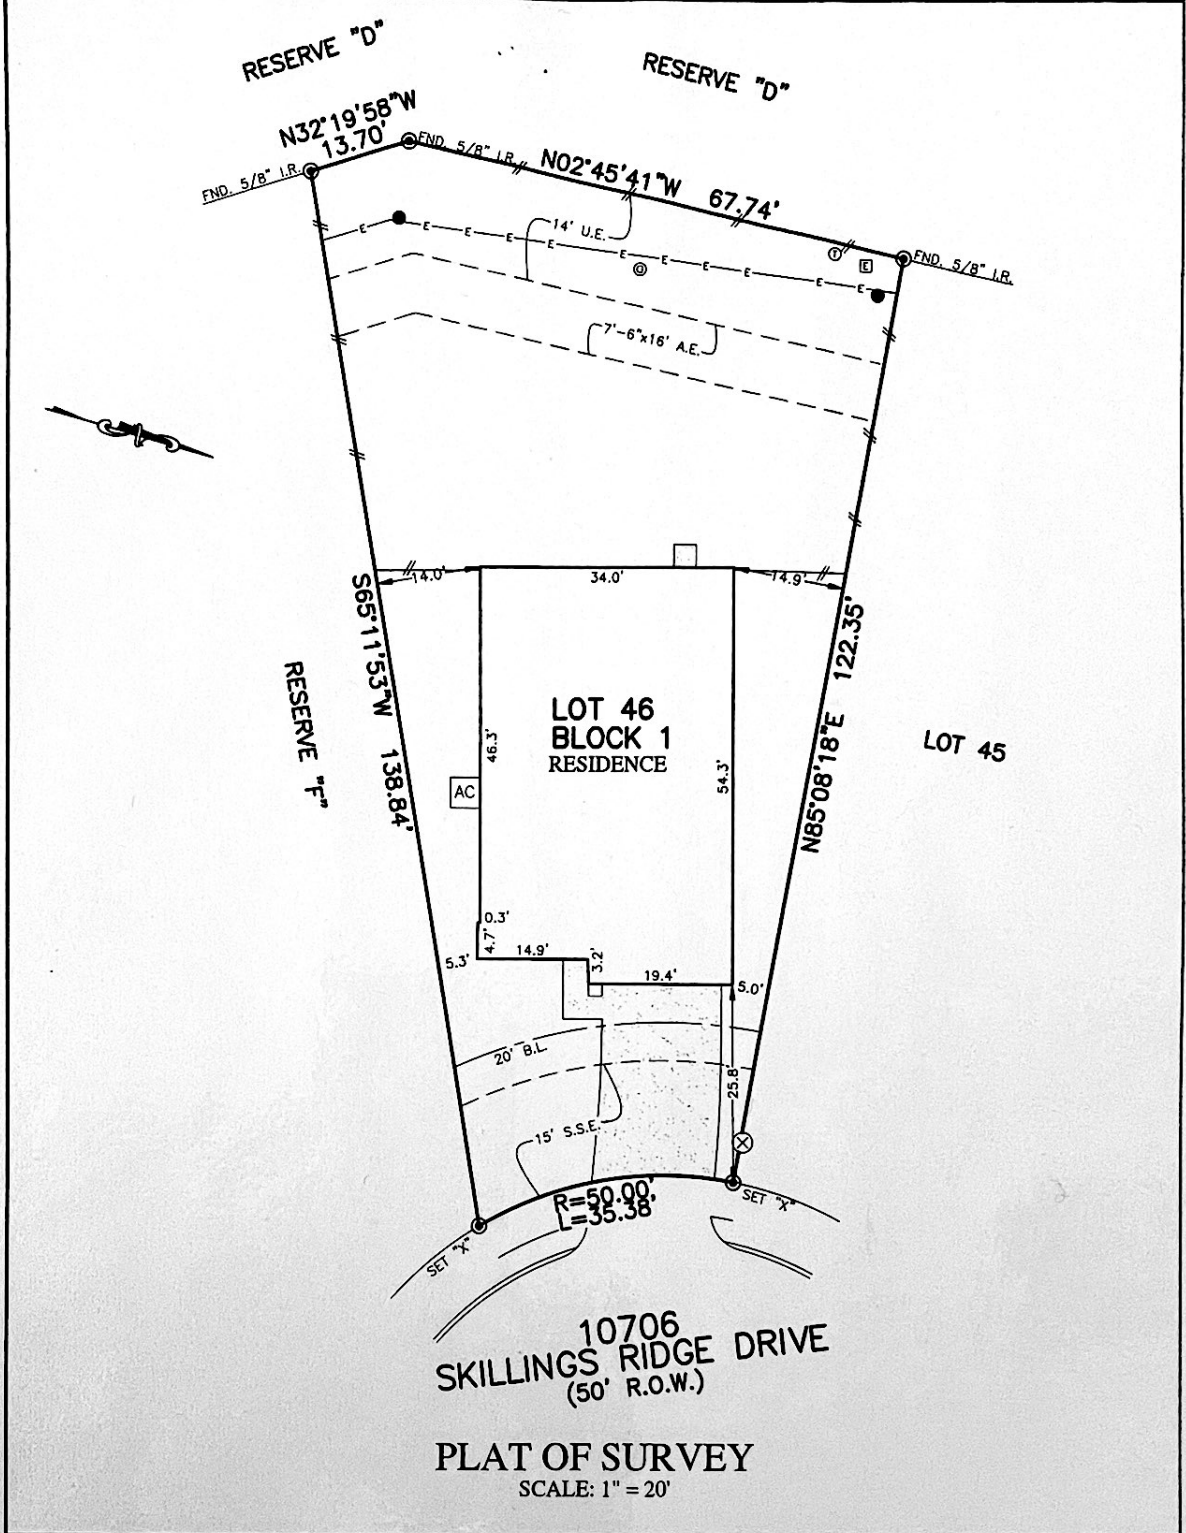 RESERVE "D"
RESERVE "D"
N32°19'58"W
13.70'
FND. 5/8" I.R.
N02°45'41"W 67.74'
FND. 5/8" I.R.
FND. 5/8" I.R.
E E E E E E E E E E
14' U.E.
T
E
7'-6"x16' A.E.
14.0'
34.0'
14.9'
S65°11'53"W 138.84'
RESERVE "F"
N85°08'18"E 122.35'
LOT 45
LOT 46
BLOCK 1
RESIDENCE
46.3'
54.3'
AC
0.3'
4.7'
5.3'
14.9'
3.2'
19.4'
5.0'
20' B.L.
25.8'
15' S.S.E.
R=50.00',
L=35.38'
SET "X"
SET "X"
10706
SKILLINGS RIDGE DRIVE
(50' R.O.W.)
PLAT OF SURVEY
SCALE: 1" = 20'